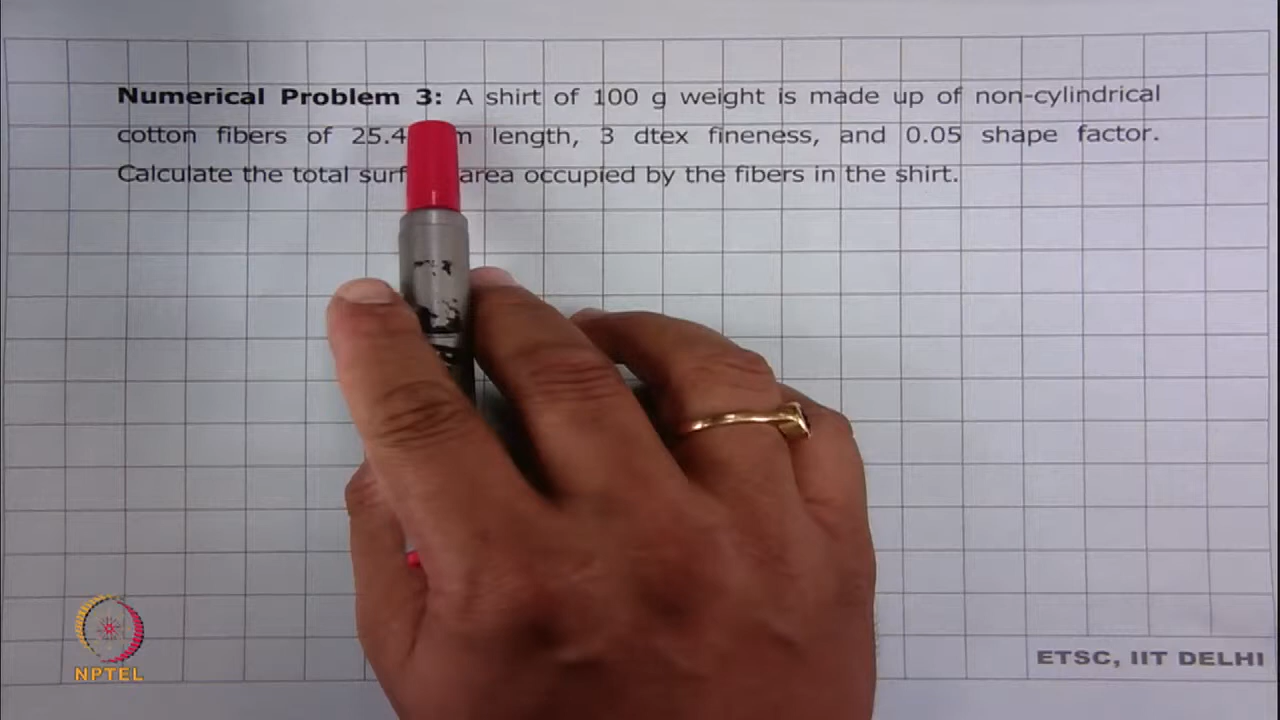 Numerical Problem 3: A shirt of 100 g weight is made up of non-cylindrical
cotton fibers of 25.4 length, 3 dtex fineness, and 0.05 shape factor.
Calculate the total area occupied by the fibers in the shirt.
NPTEL
ETSC, IIT DELHI